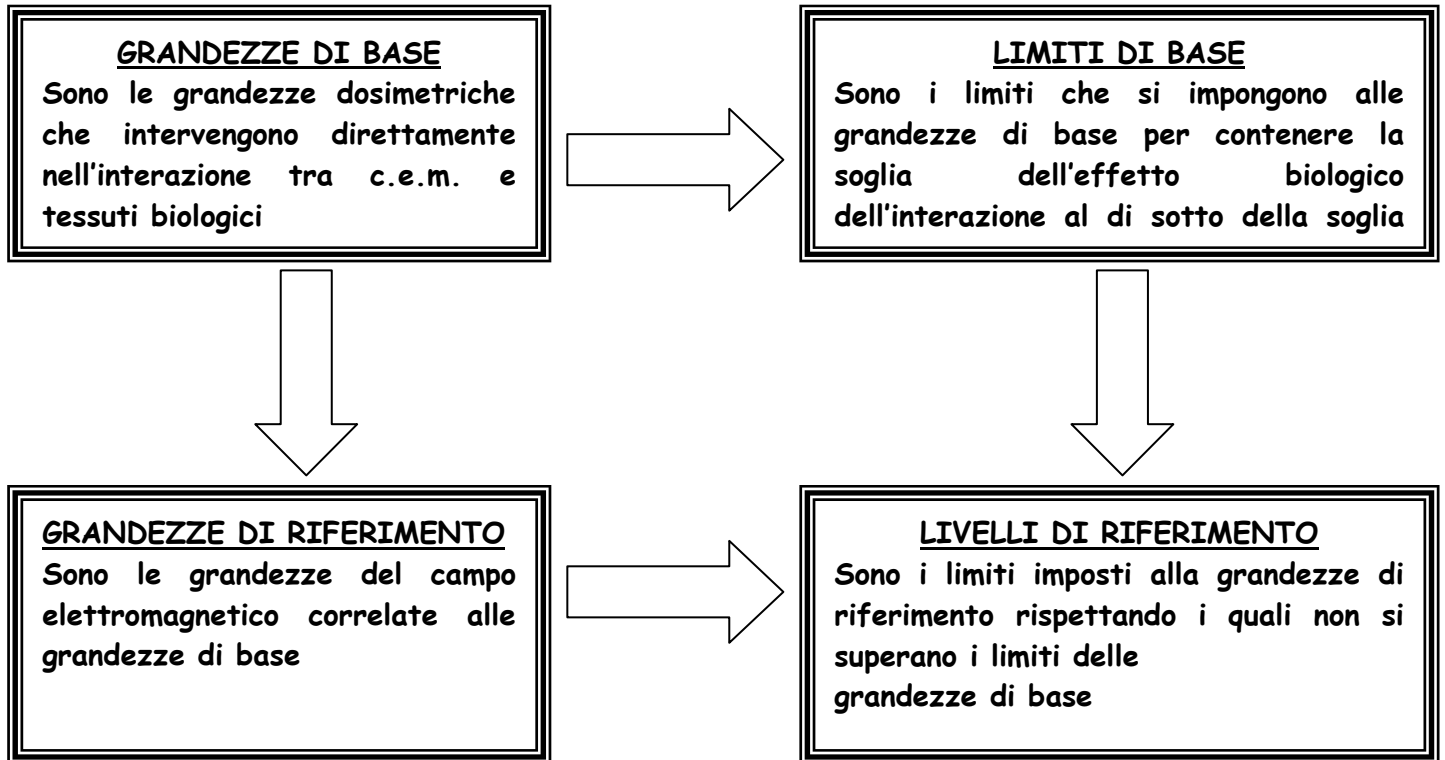 GRANDEZZE DI BASE
Sono le grandezze dosimetriche
che intervengono direttamente
nell'interazione tra c.e.m. e
tessuti biologici
LIMITI DI BASE
Sono i limiti che si impongono alle
grandezze di base per contenere la
soglia dell'effetto biologico
dell'interazione al di sotto della soglia
GRANDEZZE DI RIFERIMENTO
Sono le grandezze del campo
elettromagnetico correlate alle
grandezze di base
LIVELLI DI RIFERIMENTO
Sono i limiti imposti alla grandezze di
riferimento rispettando i quali non si
superano i limiti delle
grandezze di base